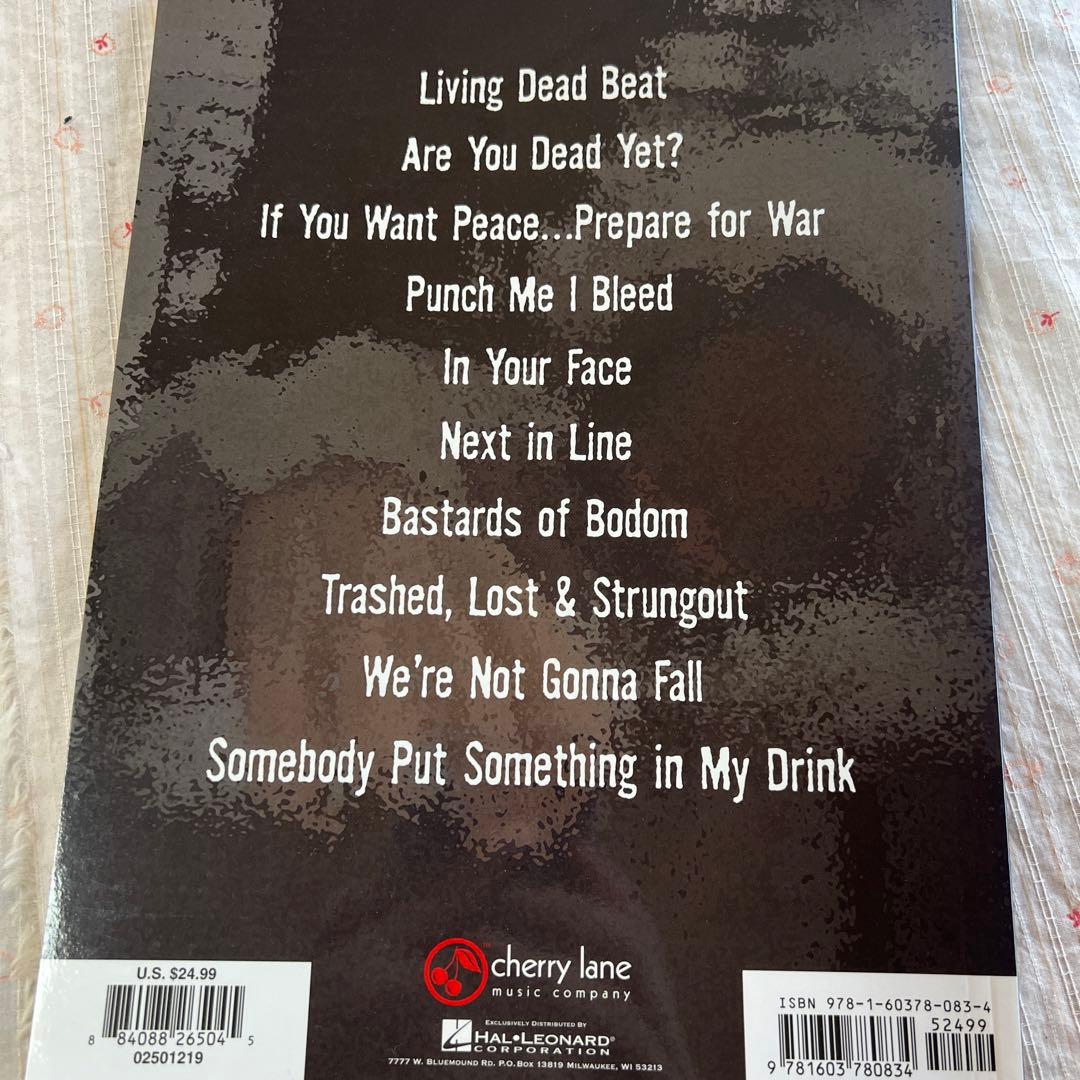 Living Dead Beat
Are You Dead Yet?
If You Want Peace...Prepare for War
Punch Me I Bleed
In Your Face
Next in Line
Bastards of Bodom
Trashed, Lost & Strungout
We're Not Gonna Fall
Somebody Put Something in My Drink
cherry lane™
music company
U.S. $24.99
8 84088 26504 5
02501219
EXCLUSIVELY DISTRIBUTED BY
HAL•LEONARD®
CORPORATION
7777 W. BLUEMOUND RD. P.O. BOX 13819 MILWAUKEE, WI 53213
ISBN 978-1-60378-083-4
52499
9 781603 780834